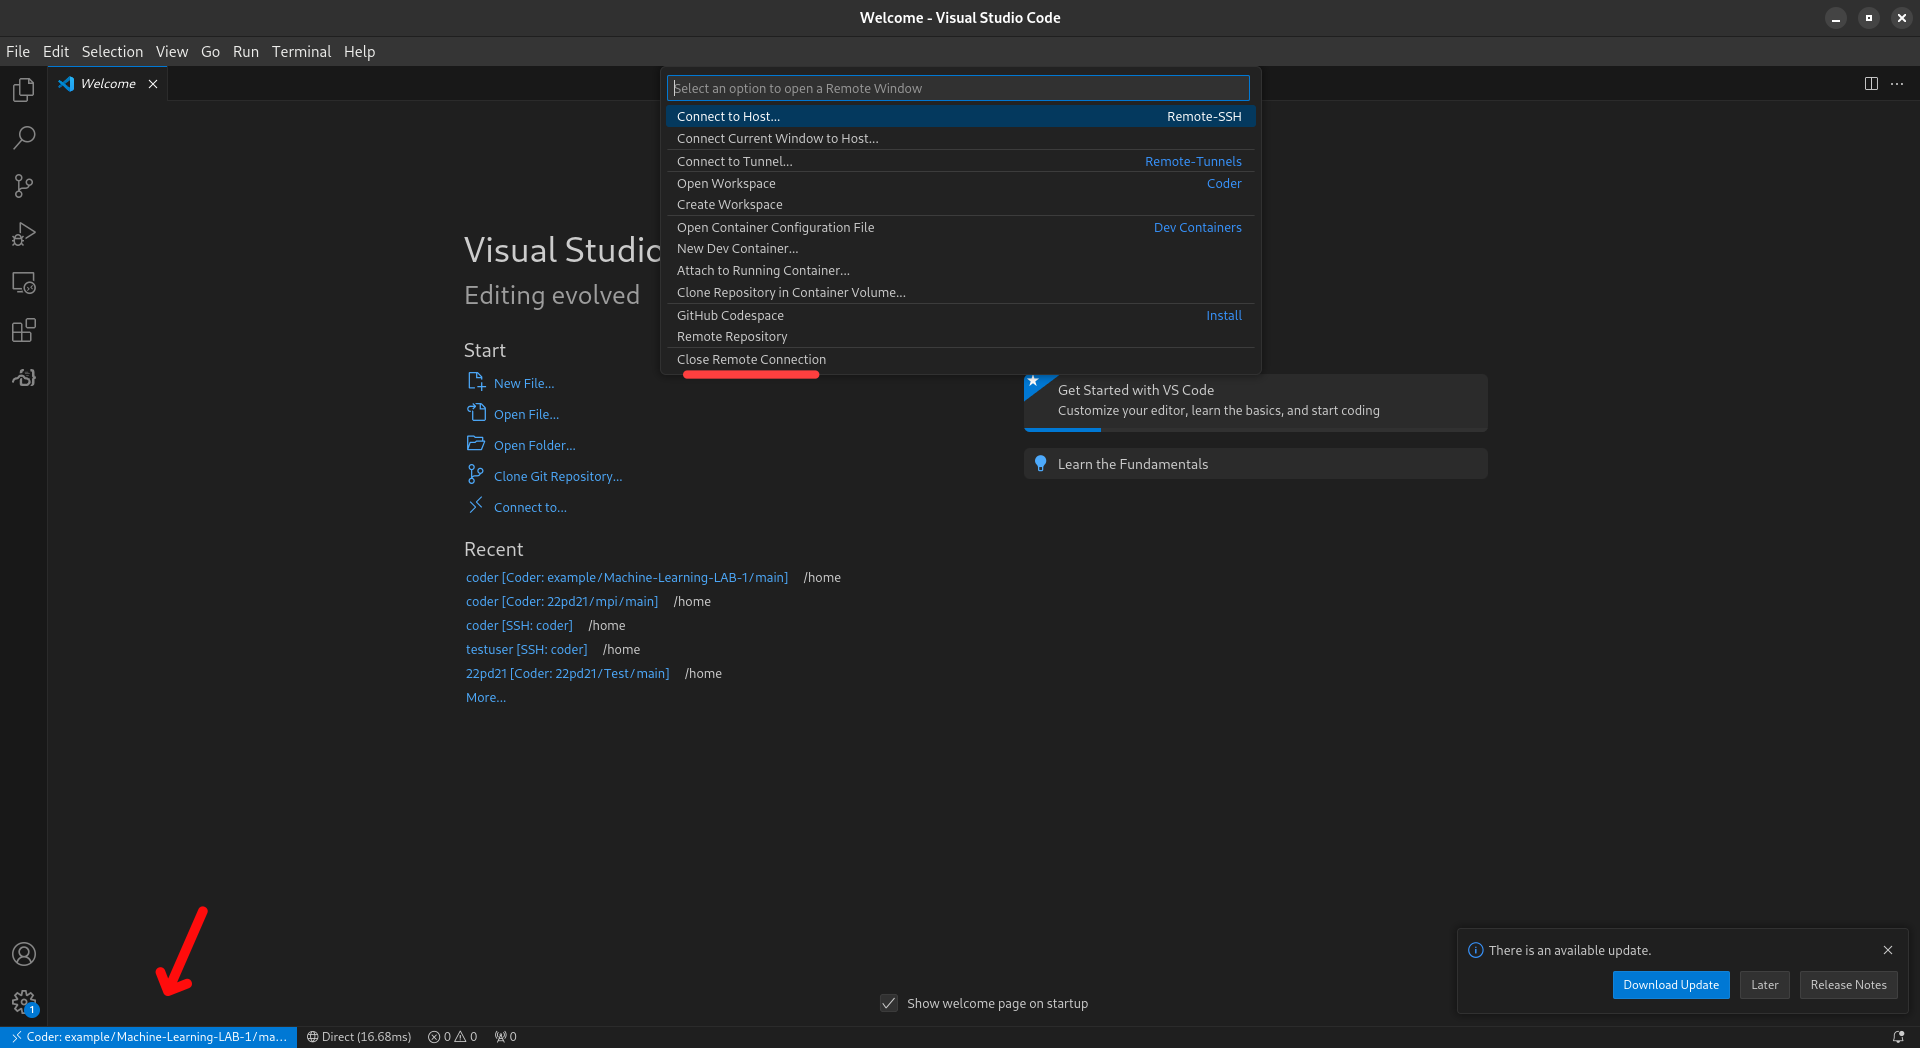 Welcome - Visual Studio Code
File Edit Selection View Go Run Terminal Help
Welcome
Select an option to open a Remote Window
Connect to Host... Remote-SSH
Connect Current Window to Host...
Connect to Tunnel... Remote-Tunnels
Open Workspace Coder
Create Workspace
Open Container Configuration File Dev Containers
New Dev Container...
Attach to Running Container...
Clone Repository in Container Volume...
GitHub Codespace Install
Remote Repository
Close Remote Connection
Visual Studio
Editing evolved
Start
New File...
Open File...
Open Folder...
Clone Git Repository...
Connect to...
Recent
coder [Coder: example/Machine-Learning-LAB-1/main] /home
coder [Coder: 22pd21/mpi/main] /home
coder [SSH: coder] /home
testuser [SSH: coder] /home
22pd21 [Coder: 22pd21/Test/main] /home
More...
Get Started with VS Code
Customize your editor, learn the basics, and start coding
Learn the Fundamentals
There is an available update.
Download Update Later Release Notes
Show welcome page on startup
1
Coder: example/Machine-Learning-LAB-1/ma... Direct (16.68ms) 0 0 0